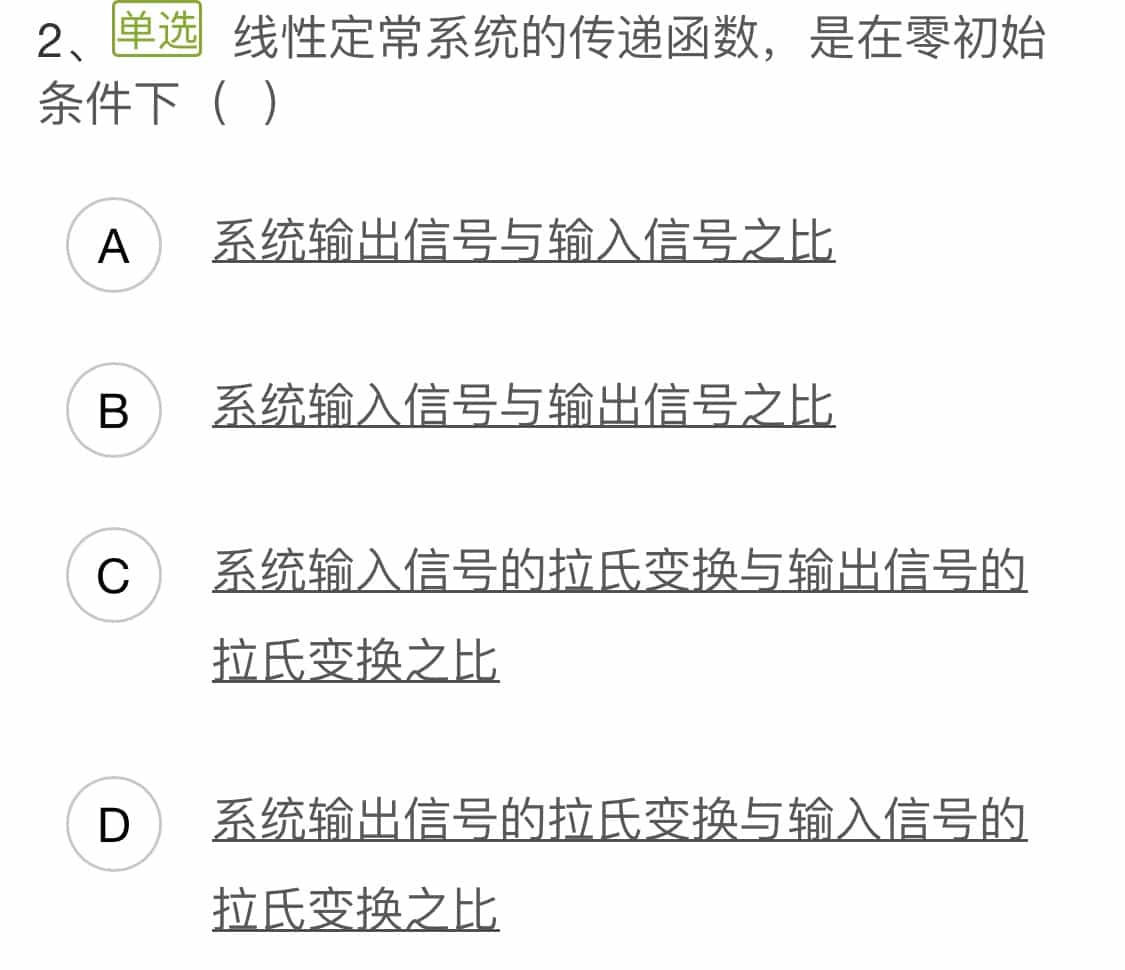 2、单选 线性定常系统的传递函数，是在零初始
条件下（ ）
A 系统输出信号与输入信号之比
B 系统输入信号与输出信号之比
C 系统输入信号的拉氏变换与输出信号的
拉氏变换之比
D 系统输出信号的拉氏变换与输入信号的
拉氏变换之比